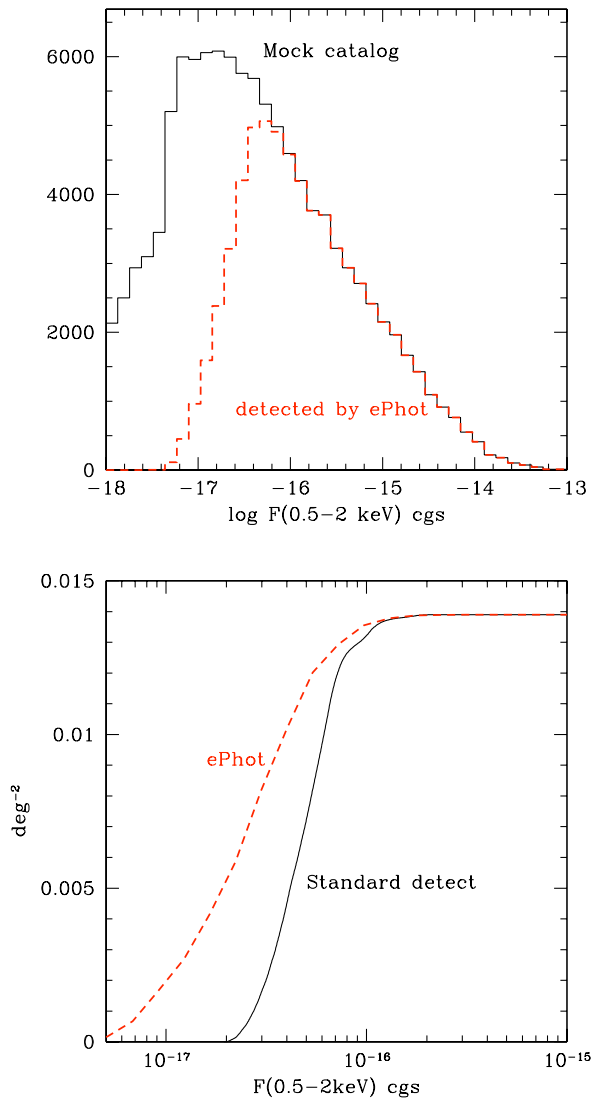 Mock catalog
6000
4000
2000
detected by ePhot
0
−18 −17 −16 −15 −14 −13
log F(0.5−2 keV) cgs
0.015
0.01
ePhot
deg⁻²
0.005
Standard detect
0
10⁻¹⁷ 10⁻¹⁶ 10⁻¹⁵
F(0.5−2keV) cgs